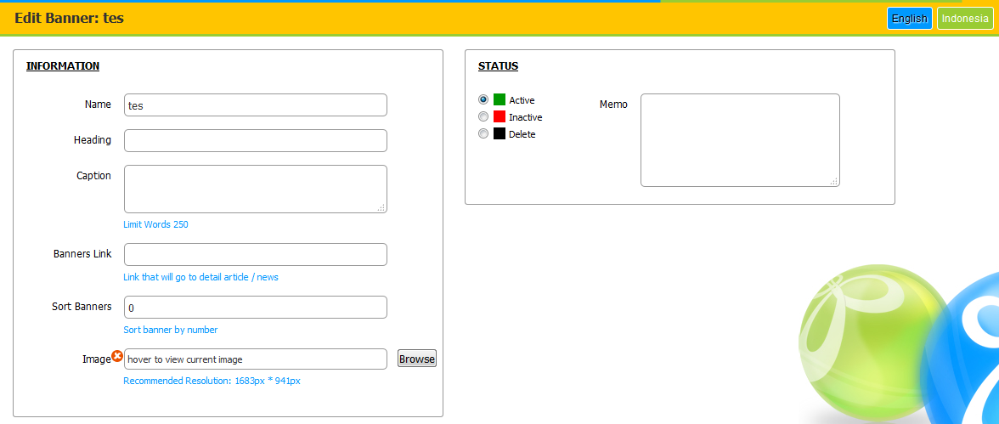 Edit Banner: tes
English
Indonesia
INFORMATION
Name
tes
Heading
Caption
Limit Words 250
Banners Link
Link that will go to detail article / news
Sort Banners
0
Sort banner by number
Image
hover to view current image
Browse
Recommended Resolution: 1683px * 941px
STATUS
Active
Inactive
Delete
Memo